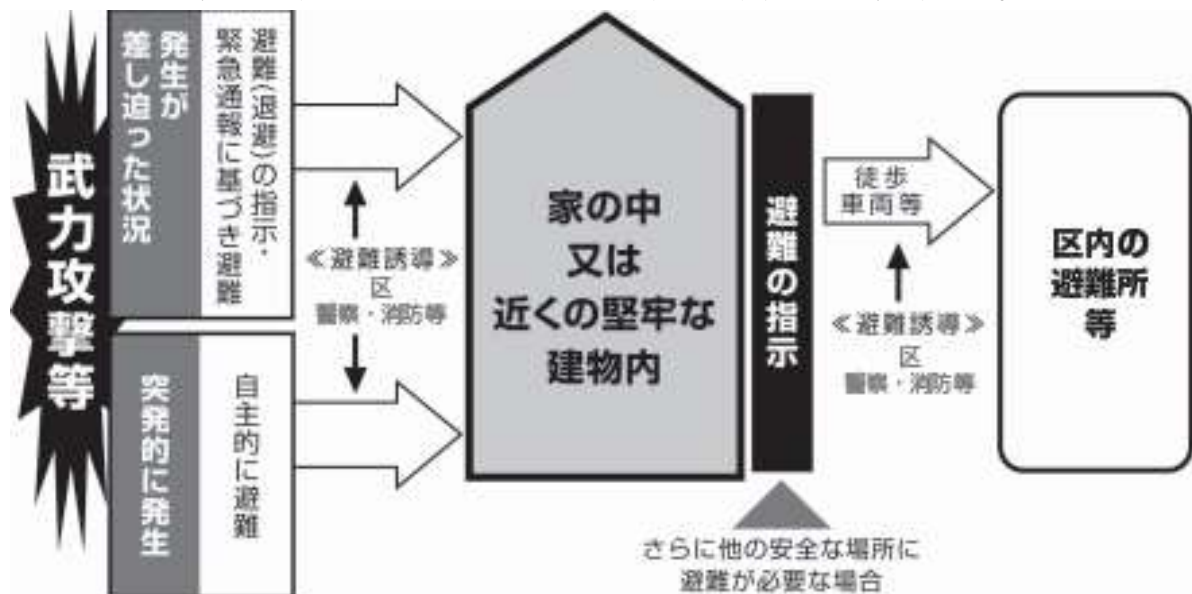 武力攻撃等
発生が
差し迫った状況
避難(退避)の指示・
緊急通報に基づき避難
突発的に発生
自主的に避難
≪避難誘導≫
区
警察・消防等
家の中
又は
近くの堅牢な
建物内
避難の指示
さらに他の安全な場所に
避難が必要な場合
徒歩
車両等
≪避難誘導≫
区
警察・消防等
区内の
避難所
等